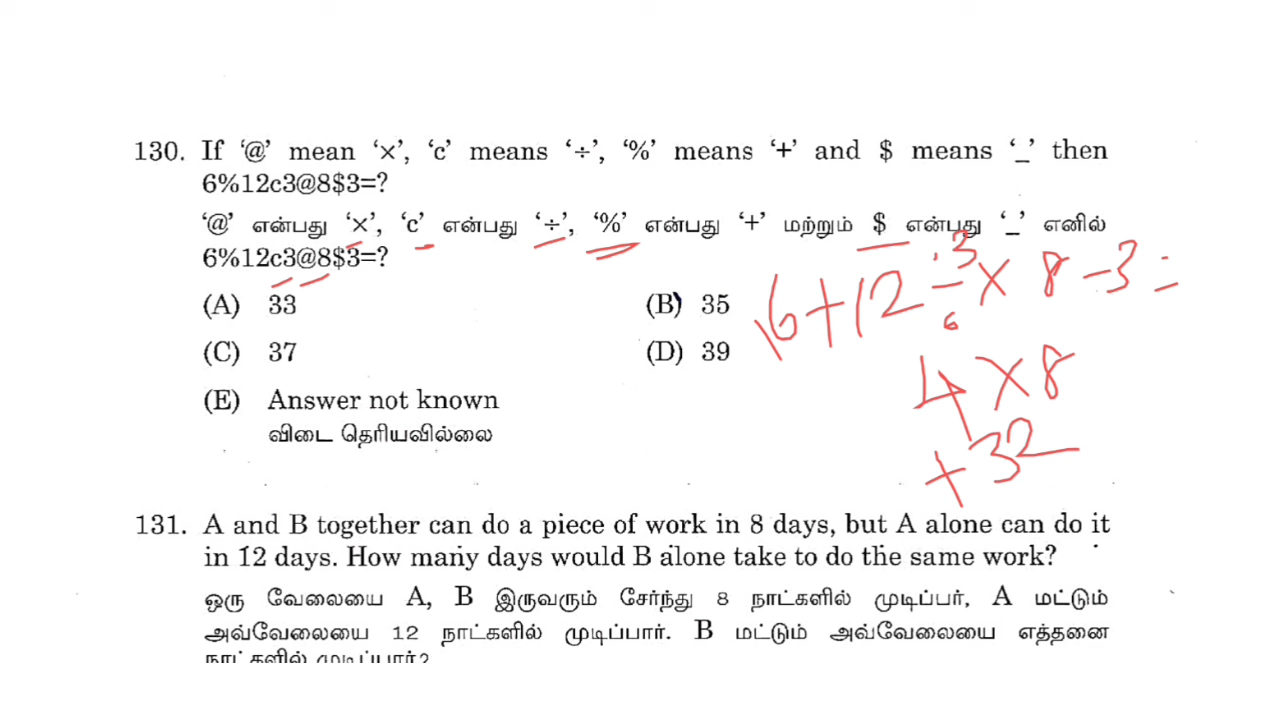 130. If ‘@’ mean ‘×’, ‘c’ means ‘÷’, ‘%’ means ‘+’ and $ means ‘_’ then
6%12c3@8$3=?
‘@’ என்பது ‘×’, ‘c’ என்பது ‘÷’, ‘%’ என்பது ‘+’ மற்றும் $ என்பது ‘_’ எனில்
6%12c3@8$3=?
(A) 33 (B) 35
(C) 37 (D) 39
(E) Answer not known
விடை தெரியவில்லை
6+12÷3×8-3=
6
4×8
+32
131. A and B together can do a piece of work in 8 days, but A alone can do it
in 12 days. How many days would B alone take to do the same work?
ஒரு வேலையை A, B இருவரும் சேர்ந்து 8 நாட்களில் முடிப்பர், A மட்டும்
அவ்வேலையை 12 நாட்களில் முடிப்பார். B மட்டும் அவ்வேலையை எத்தனை
நாட்களில் முடிப்பார்?